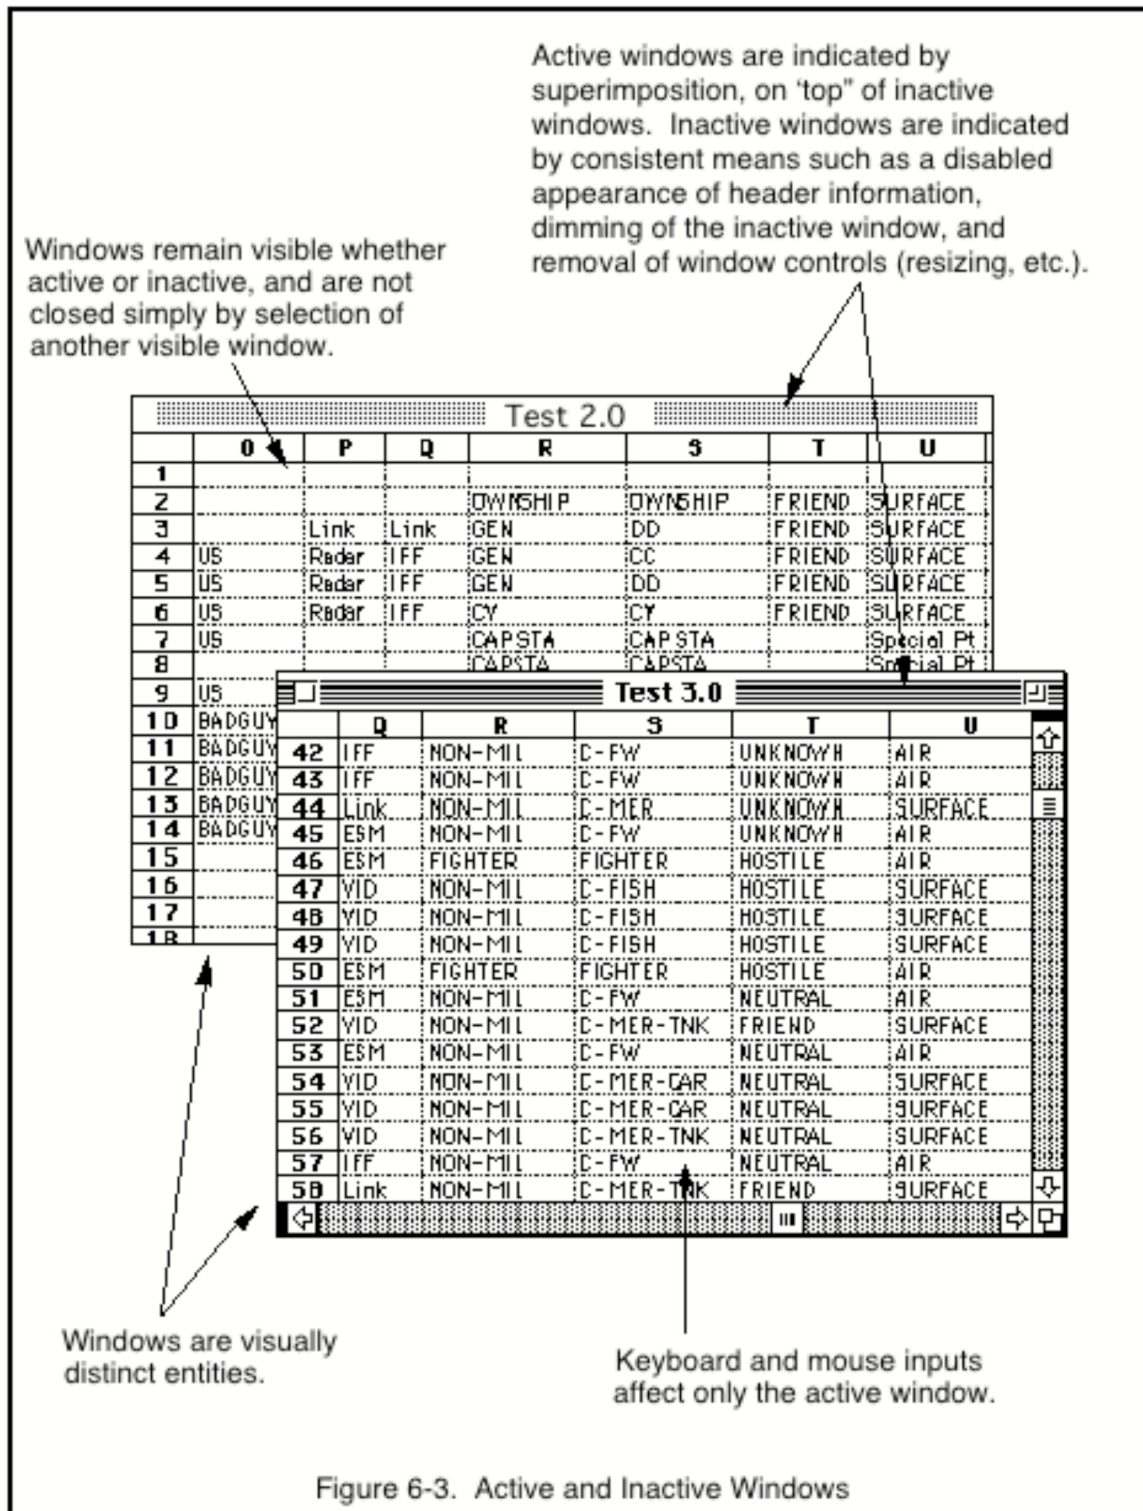 Active windows are indicated by
superimposition, on ‘top" of inactive
windows. Inactive windows are indicated
by consistent means such as a disabled
appearance of header information,
dimming of the inactive window, and
removal of window controls (resizing, etc.).
Windows remain visible whether
active or inactive, and are not
closed simply by selection of
another visible window.
Test 2.0
O P Q R S T U
1
2 OWNSHIP OWNSHIP FRIEND SURFACE
3 Link Link GEN DD FRIEND SURFACE
4 US Radar IFF GEN CC FRIEND SURFACE
5 US Radar IFF GEN DD FRIEND SURFACE
6 US Radar IFF CV CV FRIEND SURFACE
7 US CAPSTA CAPSTA Special Pt
8 CAPSTA CAPSTA Special Pt
9 US
10 BADGUY
11 BADGUY
12 BADGUY
13 BADGUY
14 BADGUY
15
16
17
18
Test 3.0
Q R S T U
42 IFF NON-MIL C-FW UNKNOWN AIR
43 IFF NON-MIL C-FW UNKNOWN AIR
44 Link NON-MIL C-MER UNKNOWN SURFACE
45 ESM NON-MIL C-FW UNKNOWN AIR
46 ESM FIGHTER FIGHTER HOSTILE AIR
47 VID NON-MIL C-FISH HOSTILE SURFACE
48 VID NON-MIL C-FISH HOSTILE SURFACE
49 VID NON-MIL C-FISH HOSTILE SURFACE
50 ESM FIGHTER FIGHTER HOSTILE AIR
51 ESM NON-MIL C-FW NEUTRAL AIR
52 VID NON-MIL C-MER-TNK FRIEND SURFACE
53 ESM NON-MIL C-FW NEUTRAL AIR
54 VID NON-MIL C-MER-CAR NEUTRAL SURFACE
55 VID NON-MIL C-MER-CAR NEUTRAL SURFACE
56 VID NON-MIL C-MER-TNK NEUTRAL SURFACE
57 IFF NON-MIL C-FW NEUTRAL AIR
58 Link NON-MIL C-MER-TNK FRIEND SURFACE
Windows are visually
distinct entities.
Keyboard and mouse inputs
affect only the active window.
Figure 6-3. Active and Inactive Windows